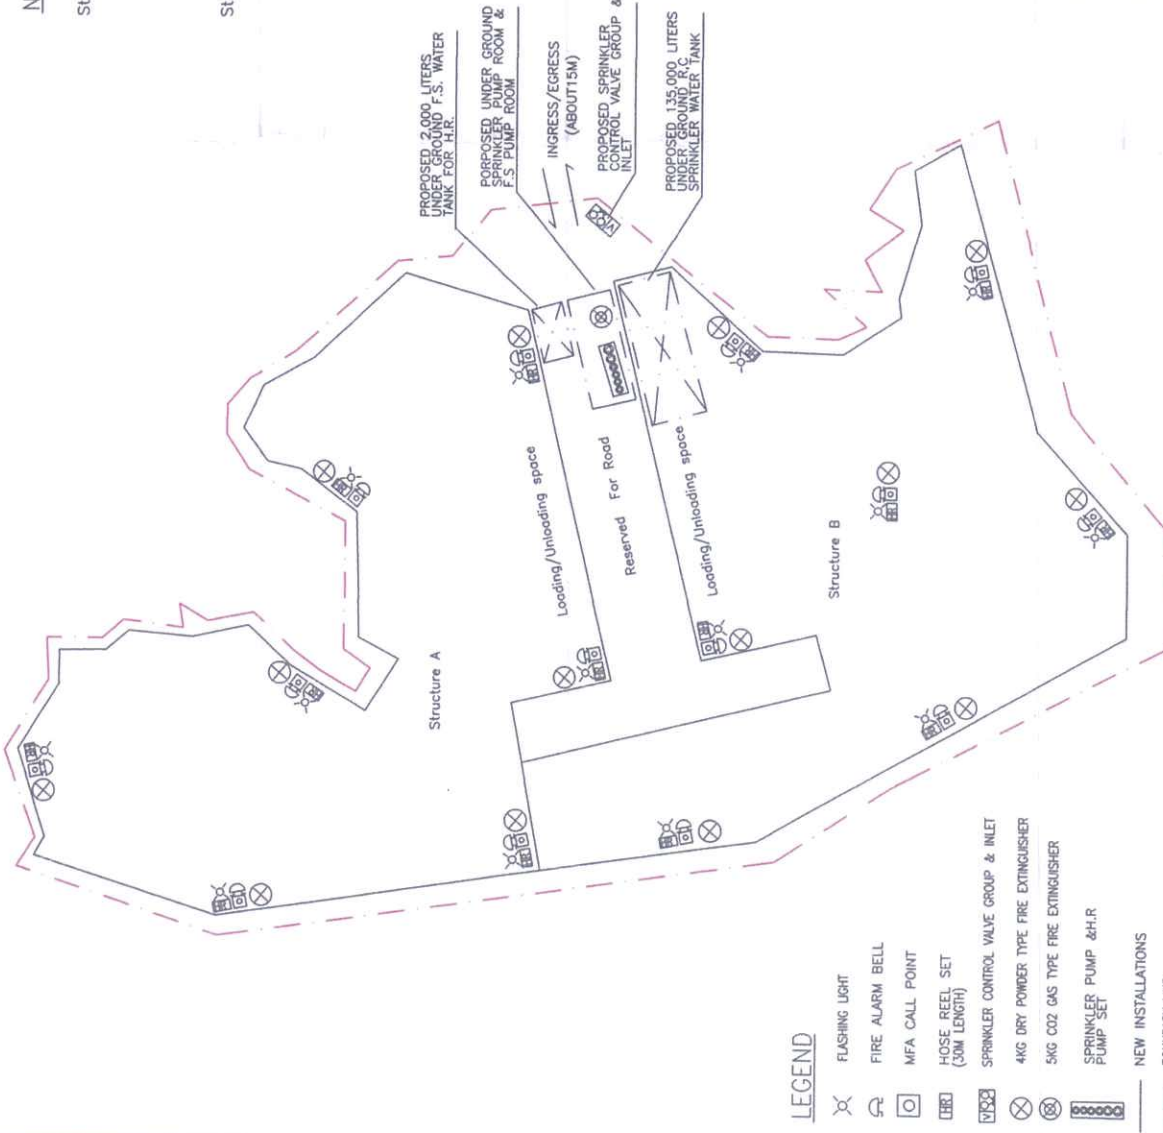 PROPOSED 2,000 LITERS
UNDER GROUND F.S. WATER
TANK FOR H.R.
PORPOSED UNDER GROUND
SPRINKLER PUMP ROOM &
F.S PUMP ROOM
INGRESS/EGRESS
(ABOUT15M)
PROPOSED SPRINKLER
CONTROL VALVE GROUP &
INLET
PROPOSED 135,000 LITERS
UNDER GROUND R.C
SPRINKLER WATER TANK
Loading/Unloading space
Reserved For Road
Loading/Unloading space
Structure A
Structure B
LEGEND
FLASHING LIGHT
FIRE ALARM BELL
MFA CALL POINT
HR HOSE REEL SET
(30M LENGTH)
SPRINKLER CONTROL VALVE GROUP & INLET
4KG DRY POWDER TYPE FIRE EXTINGUISHER
5KG CO2 GAS TYPE FIRE EXTINGUISHER
SPRINKLER PUMP &H.R
PUMP SET
NEW INSTALLATIONS